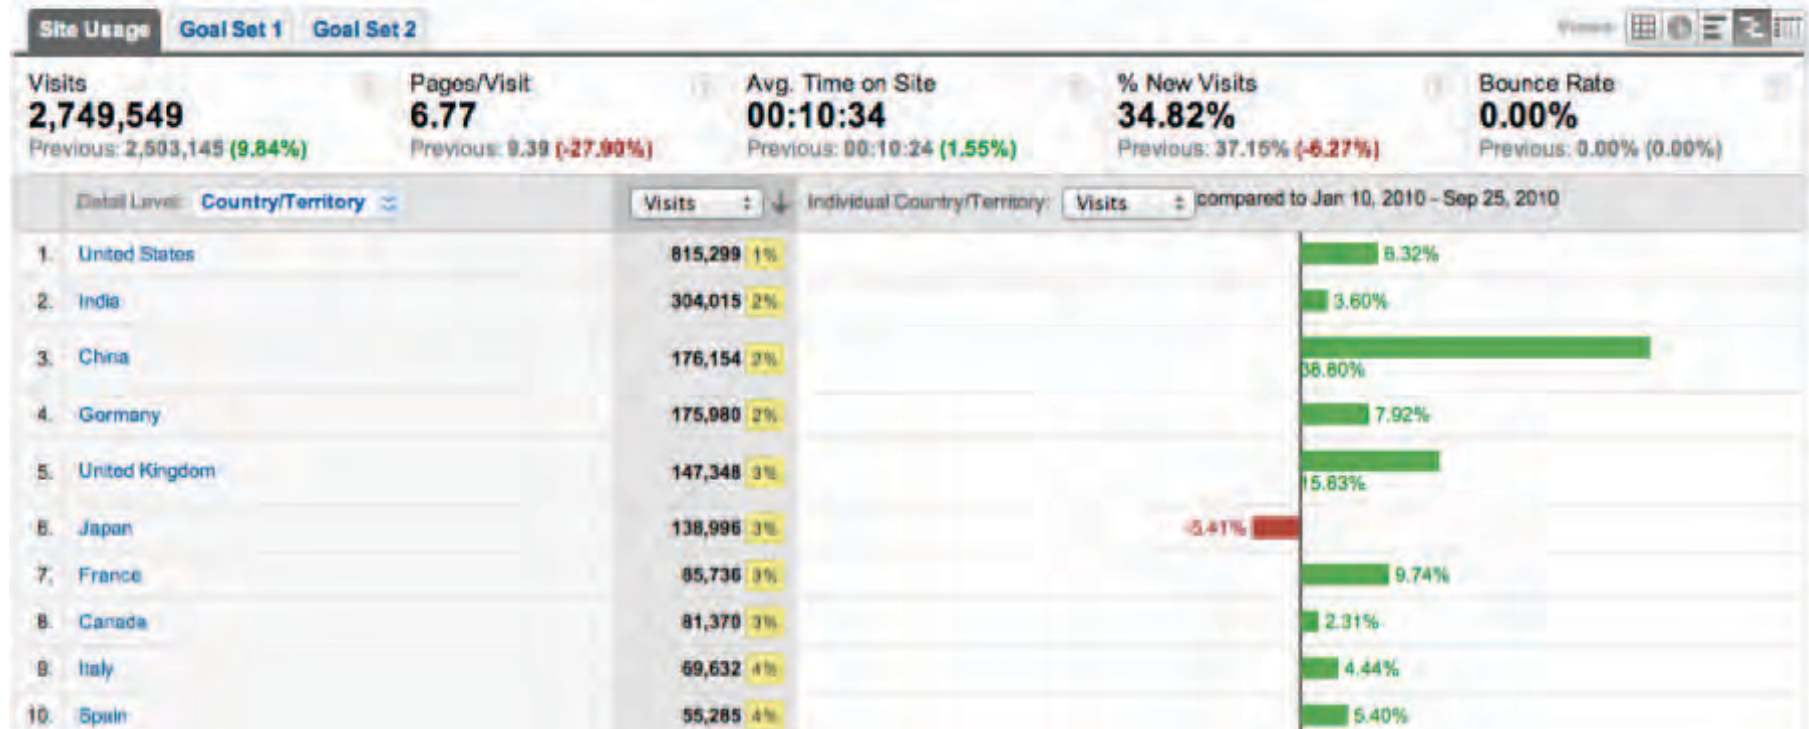 Site Usage Goal Set 1 Goal Set 2 Views:
Visits Pages/Visit Avg. Time on Site % New Visits Bounce Rate
2,749,549 6.77 00:10:34 34.82% 0.00%
Previous: 2,503,145 (9.84%) Previous: 9.39 (-27.90%) Previous: 00:10:24 (1.55%) Previous: 37.15% (-6.27%) Previous: 0.00% (0.00%)
Detail Level: Country/Territory Visits Individual Country/Territory: Visits compared to Jan 10, 2010 - Sep 25, 2010
1. United States 815,299 1%
2. India 304,015 2% 3.60%
3. China 176,154 2% 38.80%
4. Germany 175,980 2% 7.92%
5. United Kingdom 147,348 3%
6. Japan 138,996 3% -5.41%
7. France 85,736 3% 9.74%
8. Canada 81,370 3% 2.31%
9. Italy 69,632 4% 4.44%
10. Spain 55,285 4% 5.40%